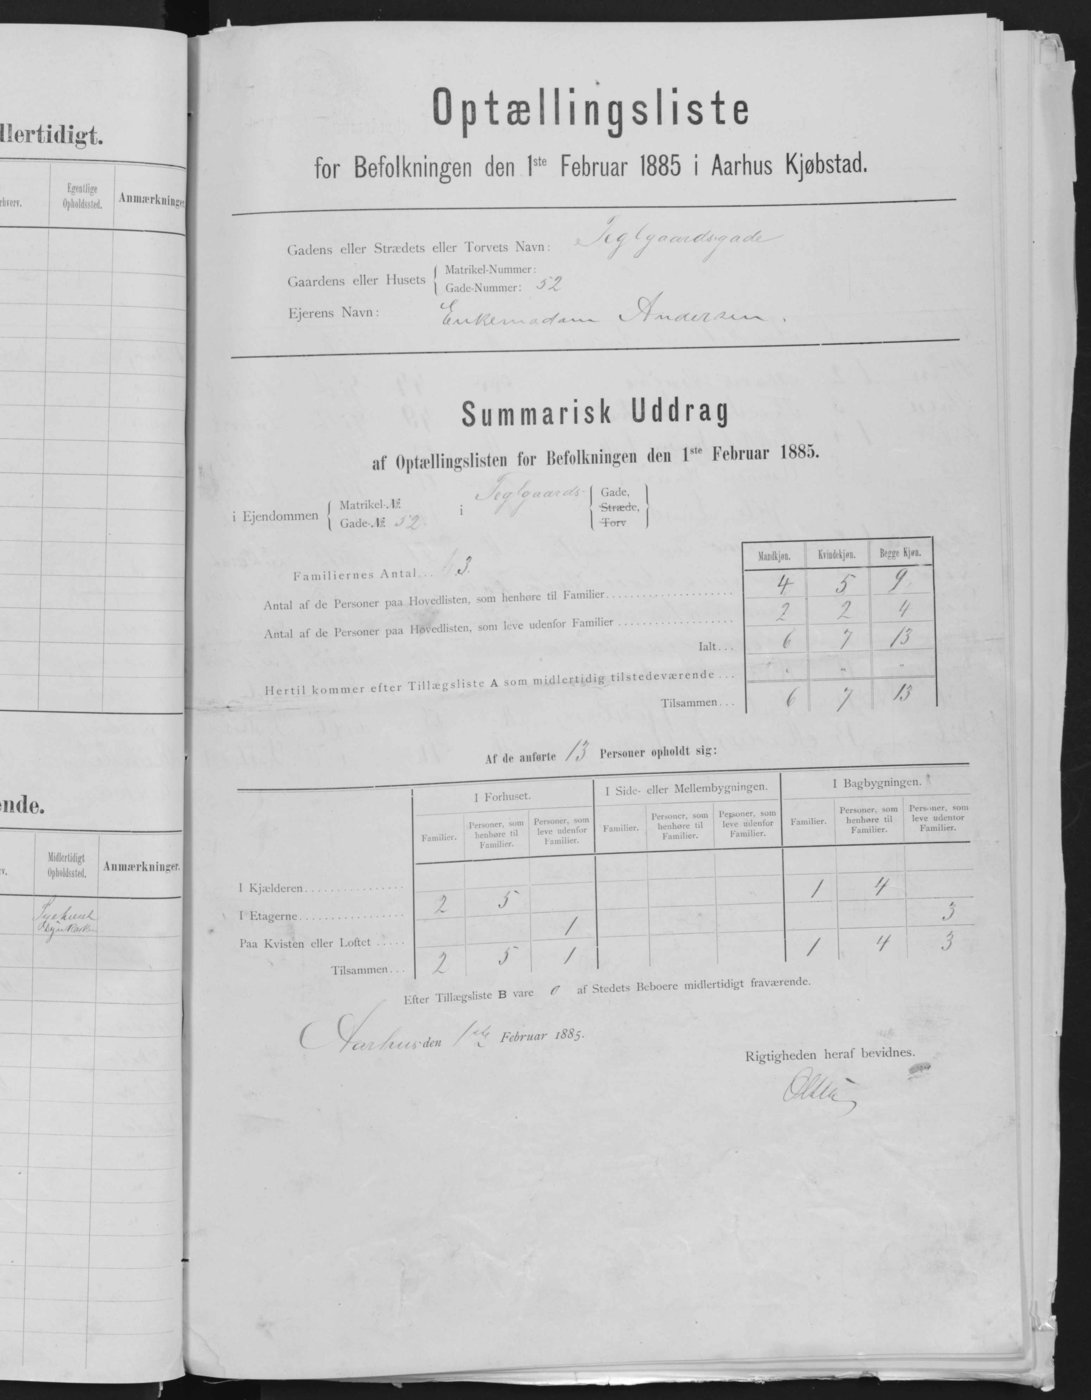 llertidigt.
Egentlige
Opholdssted.
Anmærkninger
nde.
Midlertidigt
Opholdssted.
Anmærkninger.
Optællingsliste
for Befolkningen den 1ste Februar 1885 i Aarhus Kjøbstad.
Gadens eller Strædets eller Torvets Navn: Teglgaardsgade
Gaardens eller Husets { Matrikel-Nummer:
Gade-Nummer: 52
Ejerens Navn: Enkemadam Andersen.
Summarisk Uddrag
af Optællingslisten for Befolkningen den 1ste Februar 1885.
i Ejendommen { Matrikel-№
Gade-№ 52
i Teglgaards- { Gade,
Stræde,
Torv }
Mandkjøn. Kvindekjøn. Begge Kjøn.
Familiernes Antal... 3.
Antal af de Personer paa Hovedlisten, som henhøre til Familier 4 5 9
Antal af de Personer paa Hovedlisten, som leve udenfor Familier 2 2 4
Ialt... 6 7 13
Hertil kommer efter Tillægsliste A som midlertidig tilstedeværende ... " " "
Tilsammen... 6 7 13
Af de anførte 13 Personer opholdt sig:
I Forhuset. I Side- eller Mellembygningen. I Bagbygningen.
Familier. Personer, som henhøre til Familier. Personer, som leve udenfor Familier. Familier. Personer, som henhøre til Familier. Personer, som leve udenfor Familier. Familier. Personer, som henhøre til Familier. Personer, som leve udenfor Familier.
I Kjælderen
I Etagerne 2 5 1 4
Paa Kvisten eller Loftet 1 3
Tilsammen... 2 5 1 1 4 3
Efter Tillægsliste B vare 0 af Stedets Beboere midlertidigt fraværende.
Aarhus den 1ste Februar 1885.
Rigtigheden heraf bevidnes.